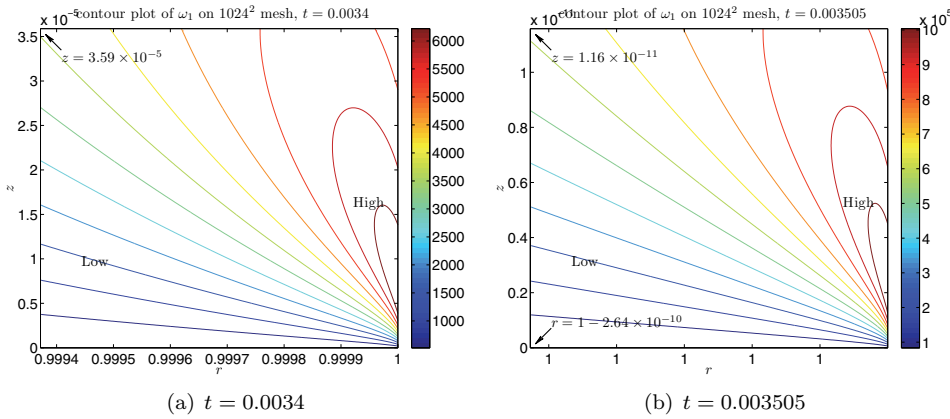 × 10⁻⁵ contour plot of ω₁ on 1024² mesh, t = 0.0034
3.5
3
2.5
2
1.5
1
0.5
0
z
z = 3.59 × 10⁻⁵
High
Low
0.9994 0.9995 0.9996 0.9997 0.9998 0.9999 1
r
6000
5000
4000
3000
2000
1000
(a) t = 0.0034
contour plot of ω₁ on 1024² mesh, t = 0.003505
1
0.8
0.6
0.4
0.2
0
z
z = 1.16 × 10⁻¹¹
High
Low
r = 1 − 2.64 × 10⁻¹⁰
1 1 1 1
r
× 10⁵
10
9
8
7
6
5
4
3
2
1
(b) t = 0.003505